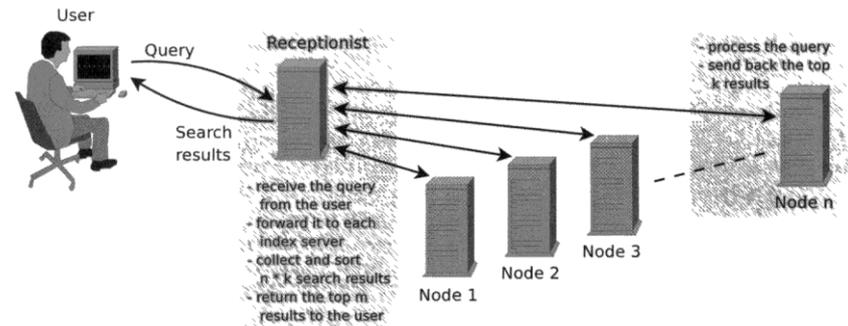 User
Query
Search
results
Receptionist
- receive the query
from the user
- forward it to each
index server
- collect and sort
n * k search results
- return the top m
results to the user
Node 1
Node 2
Node 3
- process the query
- send back the top
k results
Node n